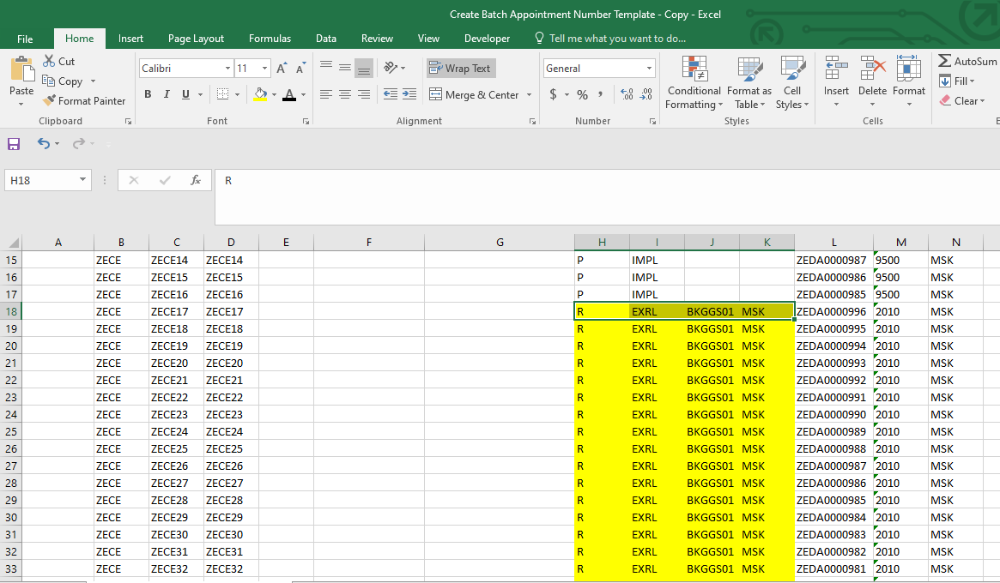 Create Batch Appointment Number Template - Copy - Excel
File Home Insert Page Layout Formulas Data Review View Developer Tell me what you want to do...
Paste Cut Copy Format Painter Clipboard
Calibri 11 A A B I U A Font
Wrap Text Merge & Center Alignment
General $ % , .0 .00 .00 .0 Number
Conditional Formatting Format as Table Cell Styles Styles
Insert Delete Format Cells
AutoSum Fill Clear E
H18 fx R
A B C D E F G H I J K L M N
15 ZECE ZECE14 ZECE14 P IMPL ZEDA0000987 9500 MSK
16 ZECE ZECE15 ZECE15 P IMPL ZEDA0000986 9500 MSK
17 ZECE ZECE16 ZECE16 P IMPL ZEDA0000985 9500 MSK
18 ZECE ZECE17 ZECE17 R EXRL BKGGS01 MSK ZEDA0000996 2010 MSK
19 ZECE ZECE18 ZECE18 R EXRL BKGGS01 MSK ZEDA0000995 2010 MSK
20 ZECE ZECE19 ZECE19 R EXRL BKGGS01 MSK ZEDA0000994 2010 MSK
21 ZECE ZECE20 ZECE20 R EXRL BKGGS01 MSK ZEDA0000993 2010 MSK
22 ZECE ZECE21 ZECE21 R EXRL BKGGS01 MSK ZEDA0000992 2010 MSK
23 ZECE ZECE22 ZECE22 R EXRL BKGGS01 MSK ZEDA0000991 2010 MSK
24 ZECE ZECE23 ZECE23 R EXRL BKGGS01 MSK ZEDA0000990 2010 MSK
25 ZECE ZECE24 ZECE24 R EXRL BKGGS01 MSK ZEDA0000989 2010 MSK
26 ZECE ZECE25 ZECE25 R EXRL BKGGS01 MSK ZEDA0000988 2010 MSK
27 ZECE ZECE26 ZECE26 R EXRL BKGGS01 MSK ZEDA0000987 2010 MSK
28 ZECE ZECE27 ZECE27 R EXRL BKGGS01 MSK ZEDA0000986 2010 MSK
29 ZECE ZECE28 ZECE28 R EXRL BKGGS01 MSK ZEDA0000985 2010 MSK
30 ZECE ZECE29 ZECE29 R EXRL BKGGS01 MSK ZEDA0000984 2010 MSK
31 ZECE ZECE30 ZECE30 R EXRL BKGGS01 MSK ZEDA0000983 2010 MSK
32 ZECE ZECE31 ZECE31 R EXRL BKGGS01 MSK ZEDA0000982 2010 MSK
33 ZECE ZECE32 ZECE32 R EXRL BKGGS01 MSK ZEDA0000981 2010 MSK